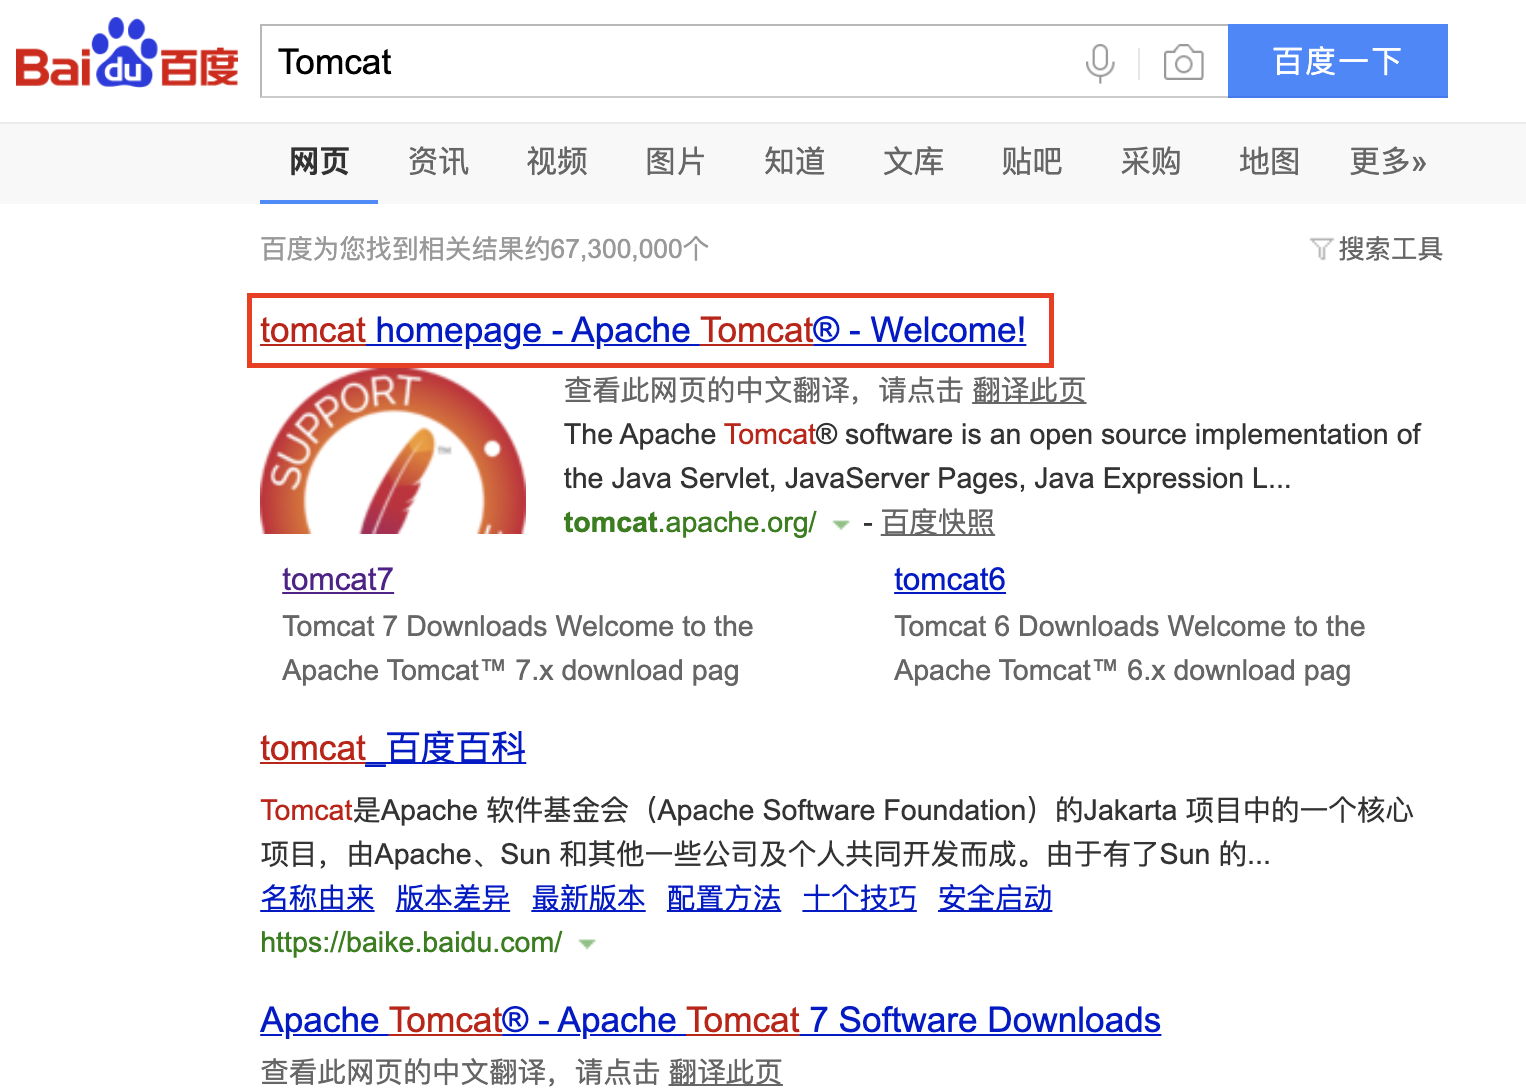 Bai du 百度
Tomcat
百度一下
网页 资讯 视频 图片 知道 文库 贴吧 采购 地图 更多»
百度为您找到相关结果约67,300,000个
搜索工具
tomcat homepage - Apache Tomcat® - Welcome!
SUPPORT
TM
查看此网页的中文翻译，请点击 翻译此页
The Apache Tomcat® software is an open source implementation of
the Java Servlet, JavaServer Pages, Java Expression L...
tomcat.apache.org/ - 百度快照
tomcat7
Tomcat 7 Downloads Welcome to the
Apache Tomcat™ 7.x download pag
tomcat6
Tomcat 6 Downloads Welcome to the
Apache Tomcat™ 6.x download pag
tomcat_百度百科
Tomcat是Apache 软件基金会（Apache Software Foundation）的Jakarta 项目中的一个核心
项目，由Apache、Sun 和其他一些公司及个人共同开发而成。由于有了Sun 的...
名称由来 版本差异 最新版本 配置方法 十个技巧 安全启动
https://baike.baidu.com/
Apache Tomcat® - Apache Tomcat 7 Software Downloads
查看此网页的中文翻译，请点击 翻译此页